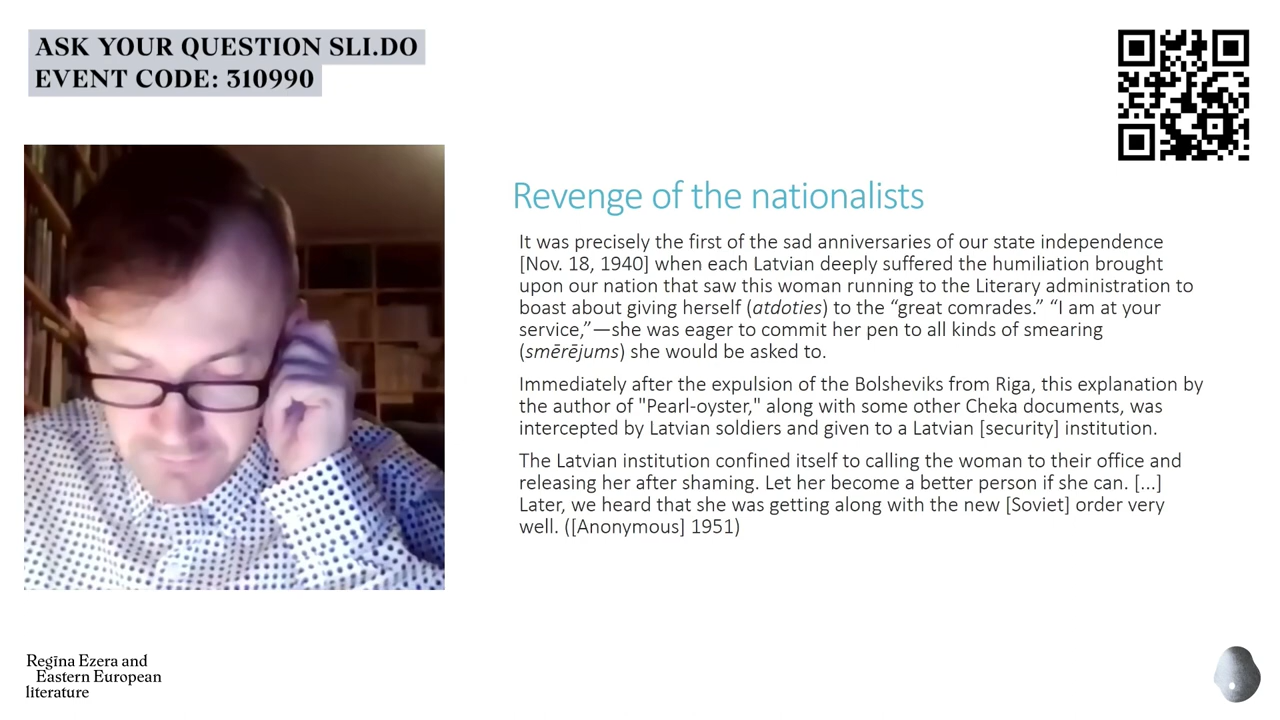 ASK YOUR QUESTION SLI.DO
EVENT CODE: 310990
Revenge of the nationalists
It was precisely the first of the sad anniversaries of our state independence
[Nov. 18, 1940] when each Latvian deeply suffered the humiliation brought
upon our nation that saw this woman running to the Literary administration to
boast about giving herself (atdoties) to the “great comrades.” “I am at your
service,”—she was eager to commit her pen to all kinds of smearing
(smērējums) she would be asked to.
Immediately after the expulsion of the Bolsheviks from Riga, this explanation by
the author of "Pearl-oyster," along with some other Cheka documents, was
intercepted by Latvian soldiers and given to a Latvian [security] institution.
The Latvian institution confined itself to calling the woman to their office and
releasing her after shaming. Let her become a better person if she can. [...]
Later, we heard that she was getting along with the new [Soviet] order very
well. ([Anonymous] 1951)
Regīna Ezera and
Eastern European
literature